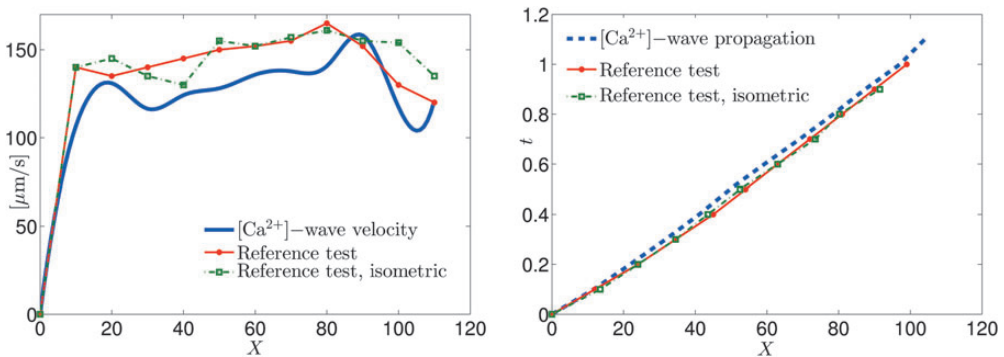 150
100
50
0
[μm/s]
[Ca²⁺]−wave velocity
Reference test
Reference test, isometric
0 20 40 60 80 100 120
X
1.2
1
0.8
0.6
0.4
0.2
0
t
[Ca²⁺]−wave propagation
Reference test
Reference test, isometric
0 20 40 60 80 100 120
X